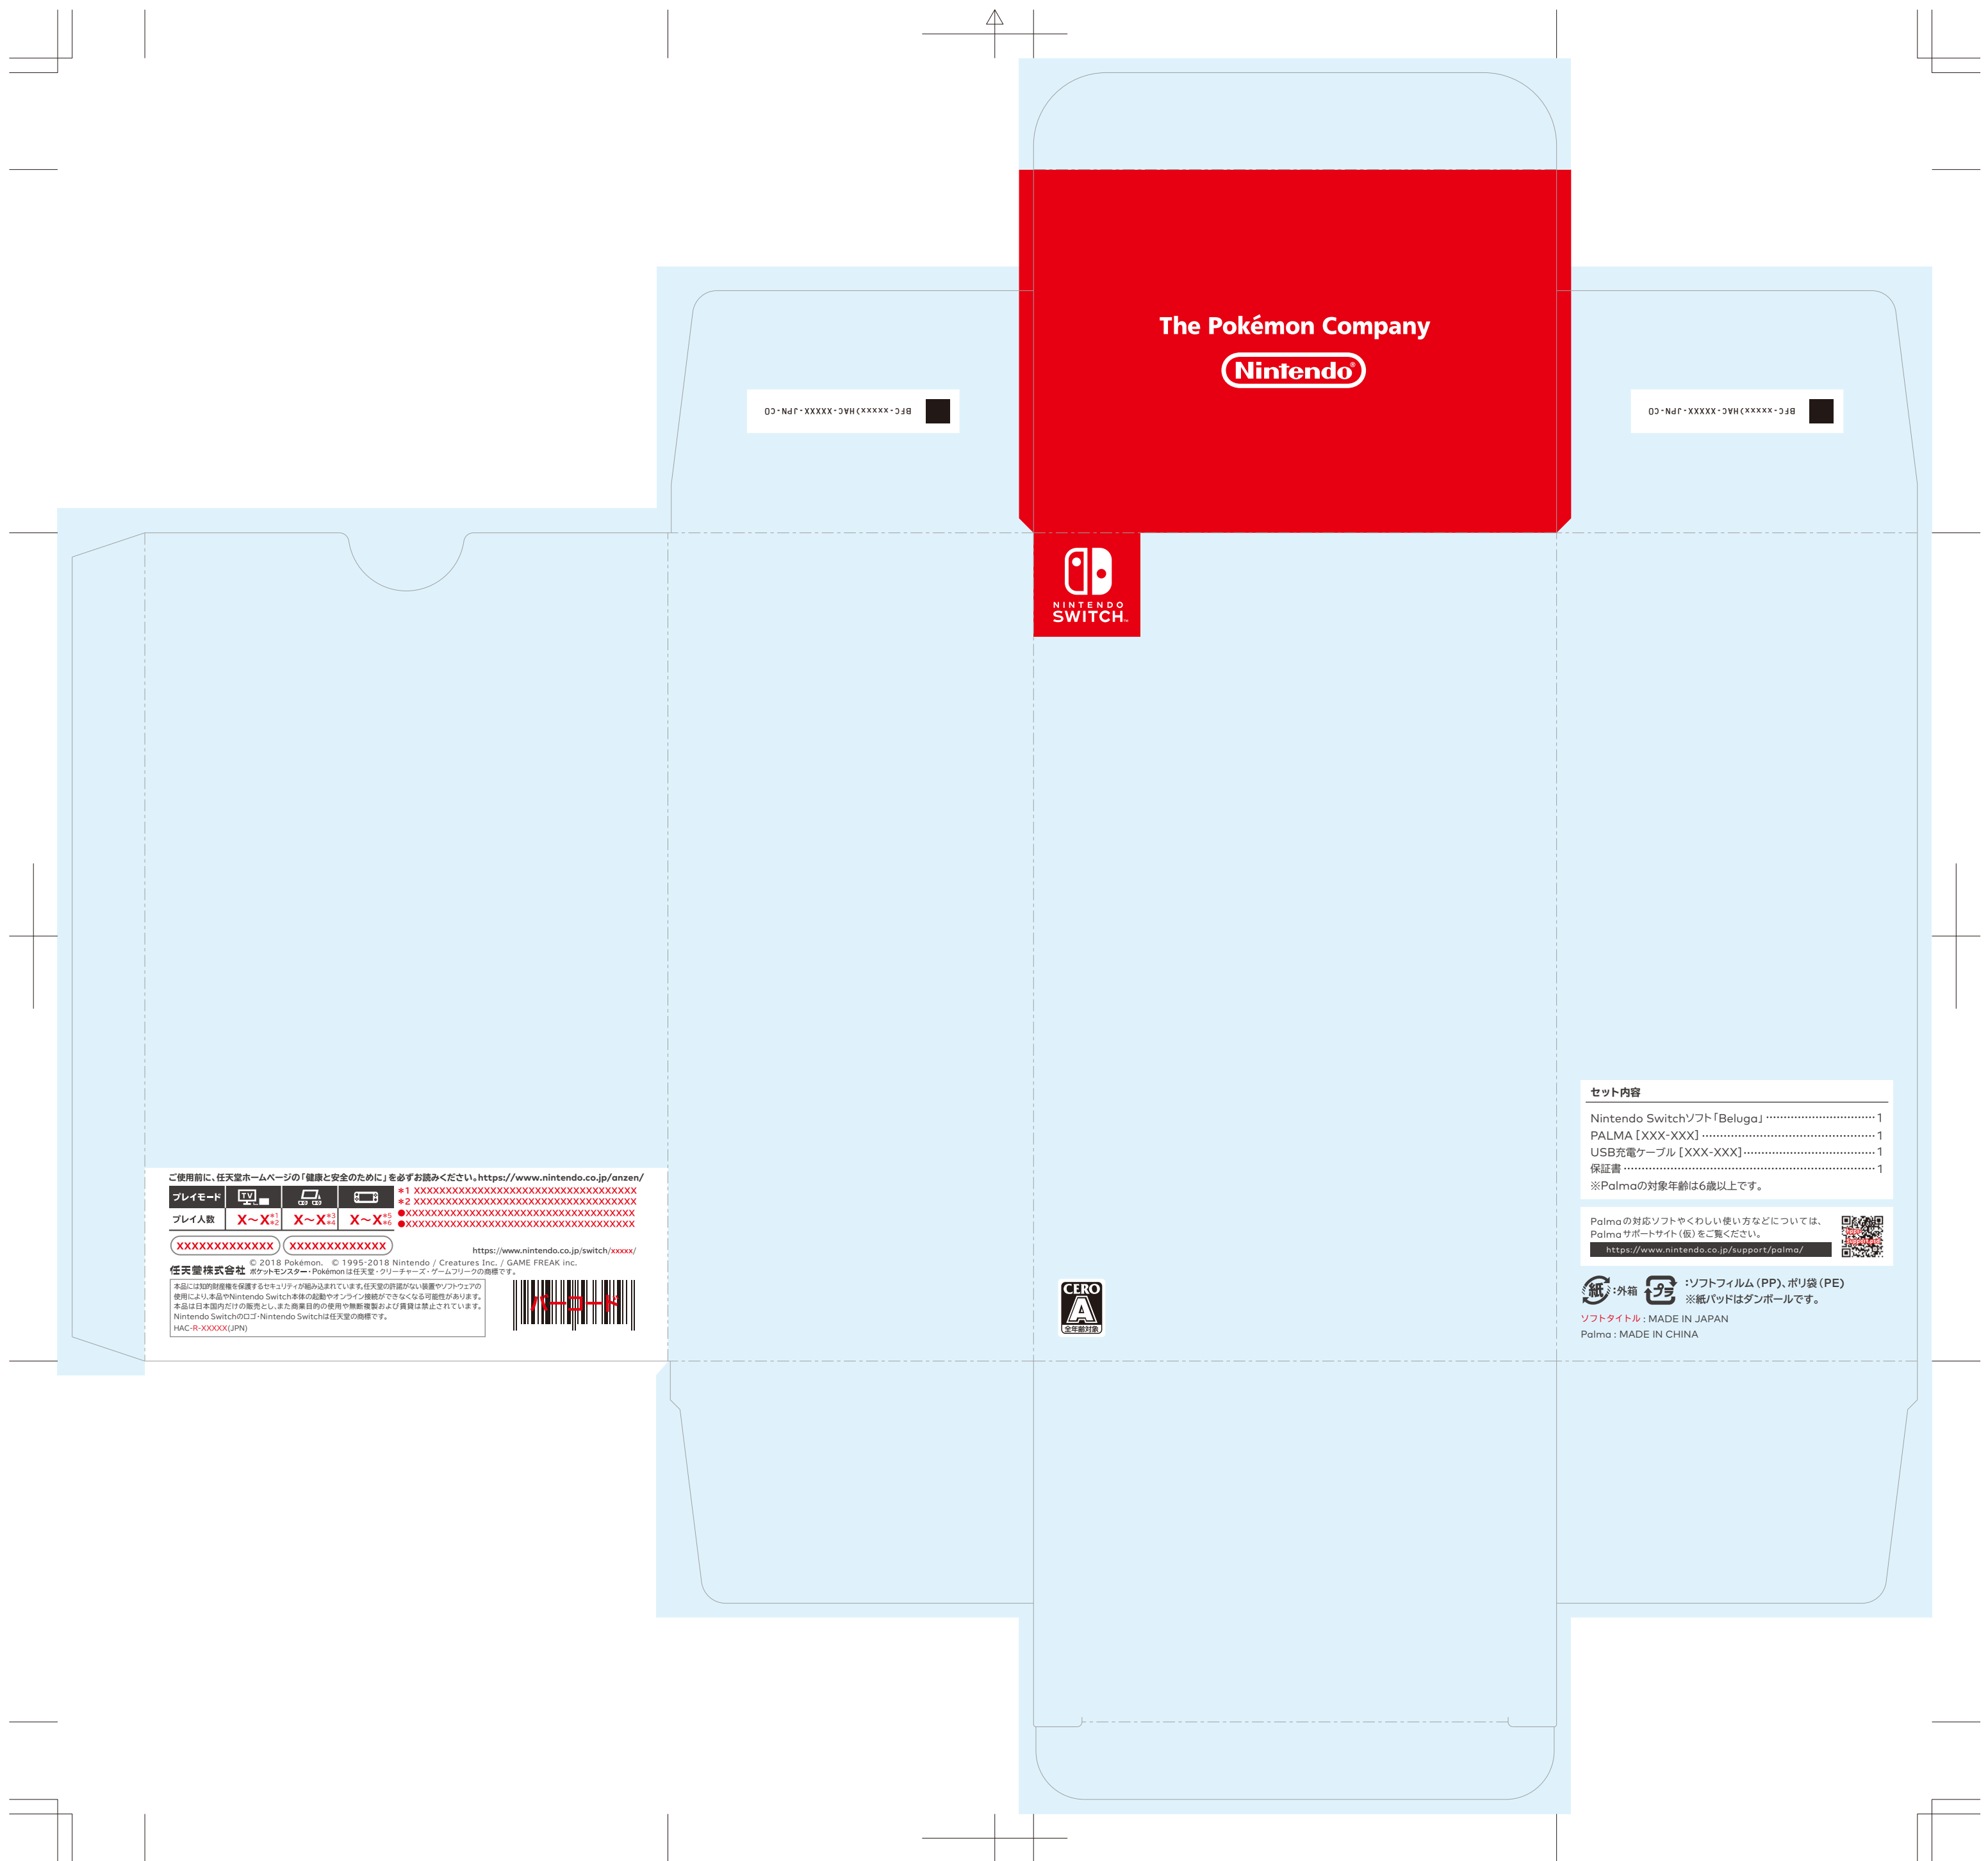 The Pokémon Company
Nintendo®
BFC-xxxxx)HAC-XXXXX-JPN-CO
BFC-xxxxx)HAC-XXXXX-JPN-CO
NINTENDO
SWITCH™
ご使用前に、任天堂ホームページの「健康と安全のために」を必ずお読みください。https://www.nintendo.co.jp/anzen/
プレイモード TV
プレイ人数 X～X*1*2 X～X*3*4 X～X*5*6
*1 XXXXXXXXXXXXXXXXXXXXXXXXXXXXXXXXXXX
*2 XXXXXXXXXXXXXXXXXXXXXXXXXXXXXXXXXXX
●XXXXXXXXXXXXXXXXXXXXXXXXXXXXXXXXXXXX
●XXXXXXXXXXXXXXXXXXXXXXXXXXXXXXXXXXXX
XXXXXXXXXXXXX XXXXXXXXXXXXX
https://www.nintendo.co.jp/switch/xxxxx/
© 2018 Pokémon. © 1995-2018 Nintendo / Creatures Inc. / GAME FREAK inc.
任天堂株式会社 ポケットモンスター・Pokémonは任天堂・クリーチャーズ・ゲームフリークの商標です。
本品には知的財産権を保護するセキュリティが組み込まれています。任天堂の許諾がない装置やソフトウェアの
使用により、本品やNintendo Switch本体の起動やオンライン接続ができなくなる可能性があります。
本品は日本国内だけの販売とし、また商業目的の使用や無断複製および賃貸は禁止されています。
Nintendo Switchのロゴ・Nintendo Switchは任天堂の商標です。
HAC-R-XXXXX(JPN)
バーコード
CERO
A
全年齢対象
セット内容
Nintendo Switchソフト「Beluga」 1
PALMA [XXX-XXX] 1
USB充電ケーブル [XXX-XXX] 1
保証書 1
※Palmaの対象年齢は6歳以上です。
Palmaの対応ソフトやくわしい使い方などについては、
Palmaサポートサイト（仮）をご覧ください。
https://www.nintendo.co.jp/support/palma/
紙：外箱 プラ：ソフトフィルム（PP）、ポリ袋（PE）
※紙パッドはダンボールです。
ソフトタイトル : MADE IN JAPAN
Palma : MADE IN CHINA